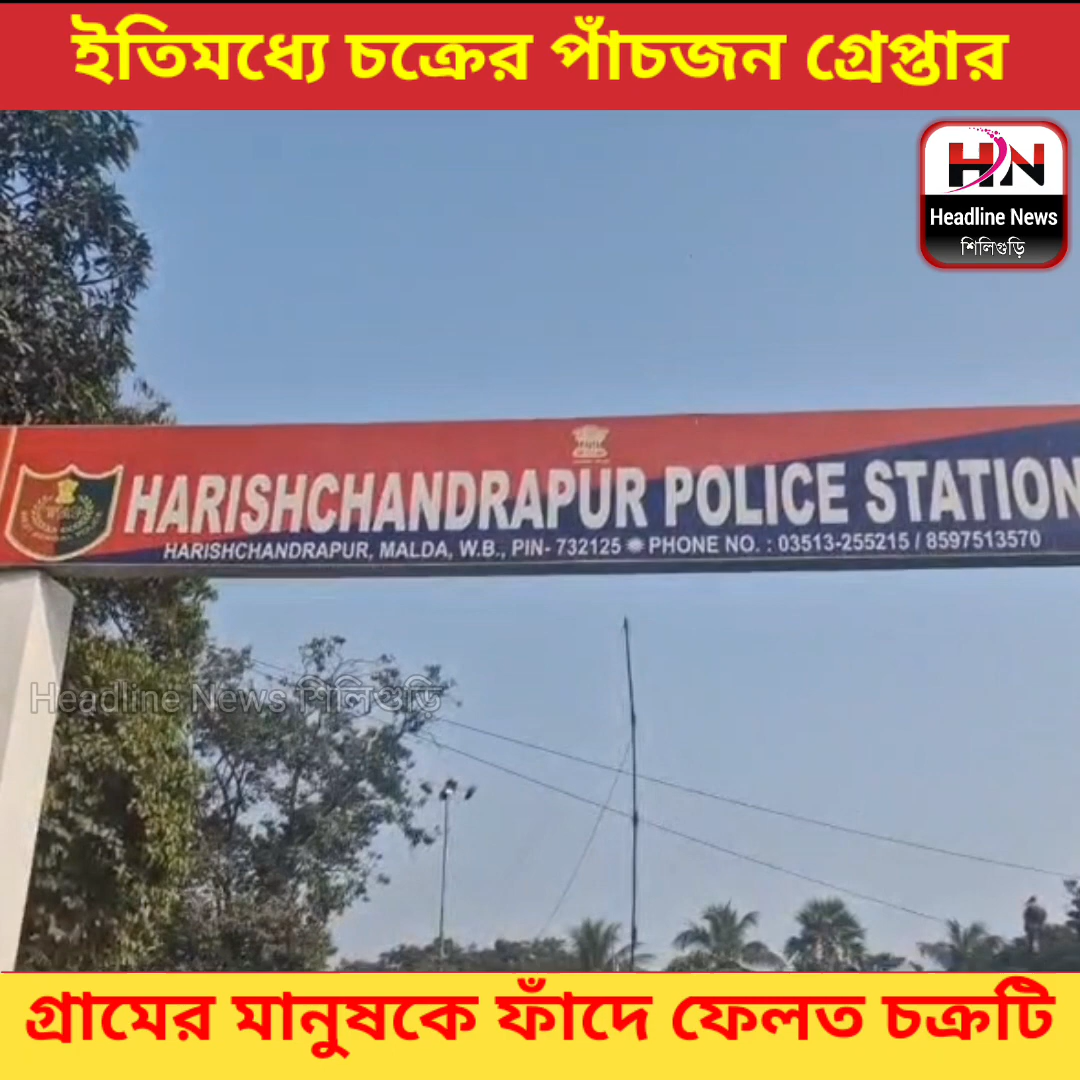 ইতিমধ্যে চক্রের পাঁচজন গ্রেপ্তার
HN
Headline News
শিলিগুড়ি
HARISHCHANDRAPUR POLICE STATION
HARISHCHANDRAPUR, MALDA, W.B., PIN- 732125 ✹ PHONE NO. : 03513-255215 / 8597513570
Headline News শিলিগুড়ি
গ্রামের মানুষকে ফাঁদে ফেলত চক্রটি